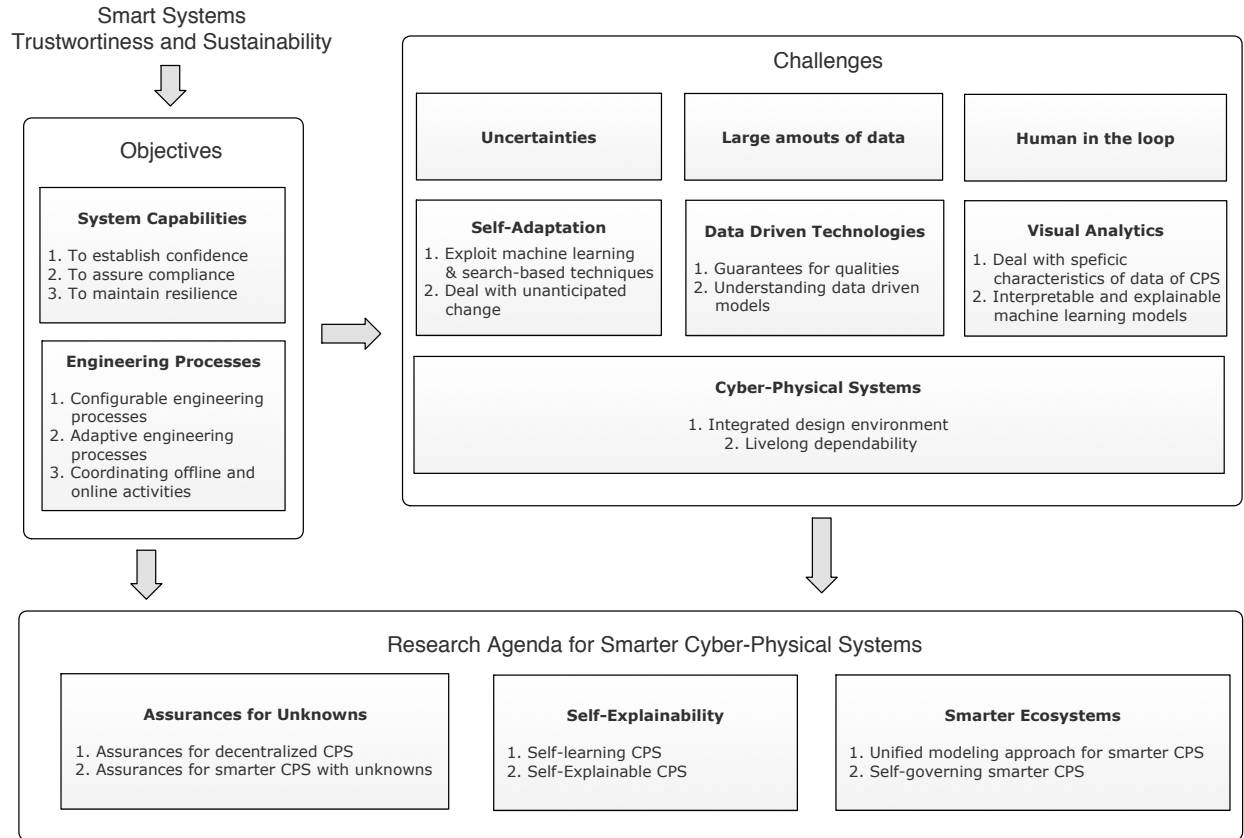 Smart Systems
Trustwortiness and Sustainability
Objectives
System Capabilities
1. To establish confidence
2. To assure compliance
3. To maintain resilience
Engineering Processes
1. Configurable engineering
processes
2. Adaptive engineering
processes
3. Coordinating offline and
online activities
Challenges
Uncertainties
Large amouts of data
Human in the loop
Self-Adaptation
1. Exploit machine learning
& search-based techniques
2. Deal with unanticipated
change
Data Driven Technologies
1. Guarantees for qualities
2. Understanding data driven
models
Visual Analytics
1. Deal with speficic
characteristics of data of CPS
2. Interpretable and explainable
machine learning models
Cyber-Physical Systems
1. Integrated design environment
2. Livelong dependability
Research Agenda for Smarter Cyber-Physical Systems
Assurances for Unknowns
1. Assurances for decentralized CPS
2. Assurances for smarter CPS with unknowns
Self-Explainability
1. Self-learning CPS
2. Self-Explainable CPS
Smarter Ecosystems
1. Unified modeling approach for smarter CPS
2. Self-governing smarter CPS